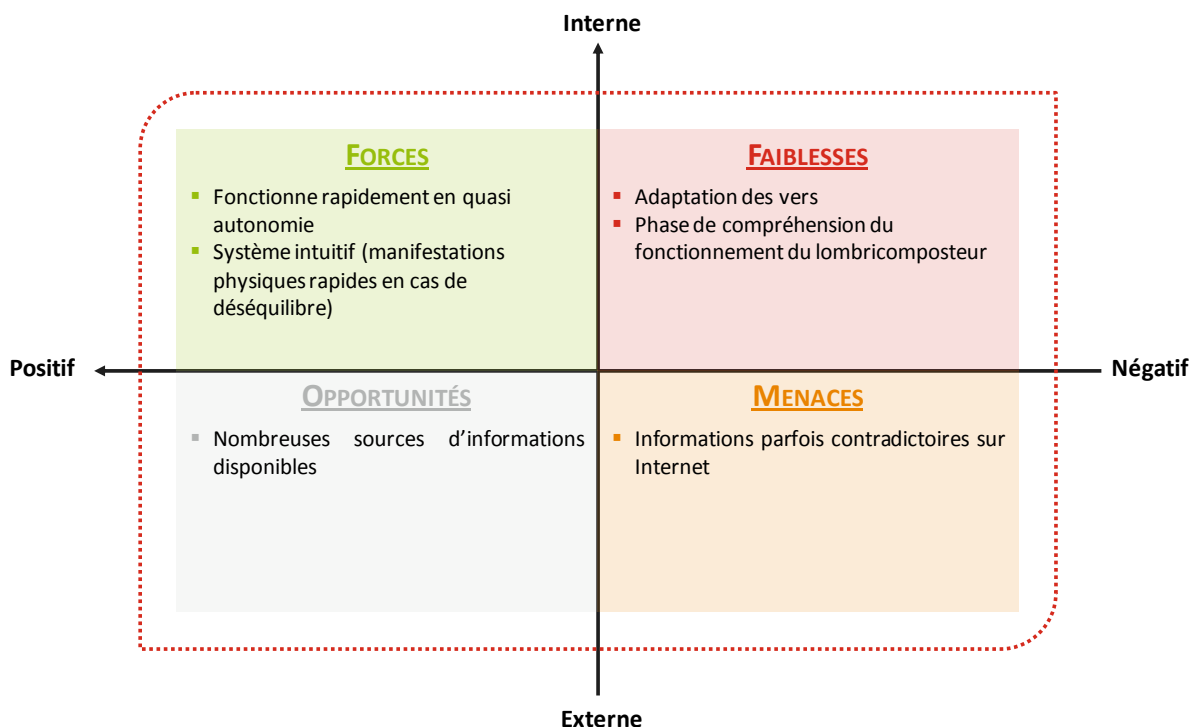 Interne
FORCES
▪ Fonctionne rapidement en quasi
autonomie
▪ Système intuitif (manifestations
physiques rapides en cas de
déséquilibre)
FAIBLESSES
▪ Adaptation des vers
▪ Phase de compréhension du
fonctionnement du lombricomposteur
Positif
Négatif
OPPORTUNITÉS
▪ Nombreuses sources d’informations
disponibles
MENACES
▪ Informations parfois contradictoires sur
Internet
Externe